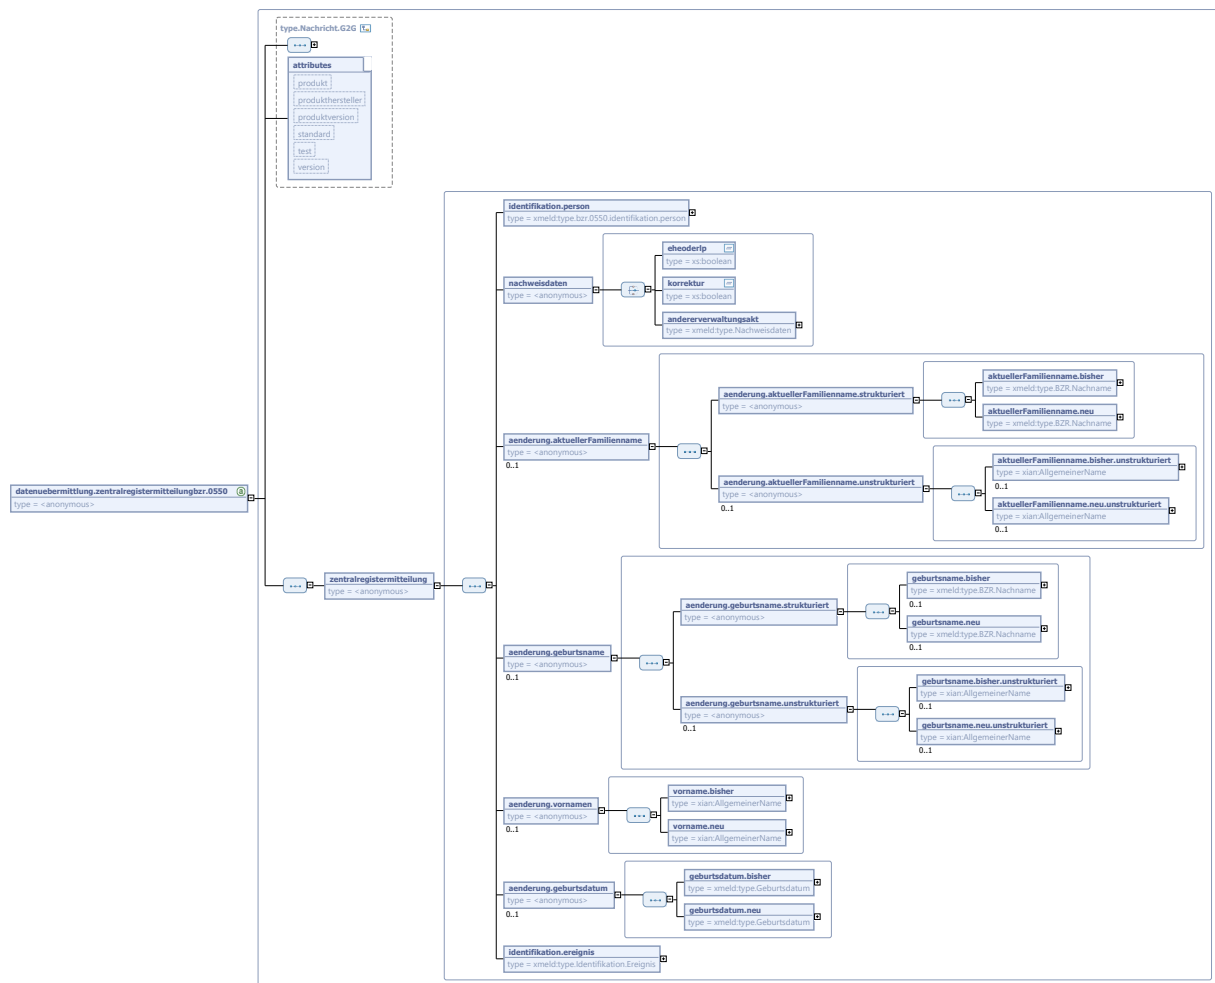 type.Nachricht.G2G
attributes
produkt
produkthersteller
produktversion
standard
test
version
identifikation.person
type = xmeld:type.bzr.0550.identifikation.person
eheoderlp
type = xs:boolean
nachweisdaten
type = <anonymous>
korrektur
type = xs:boolean
andererverwaltungsakt
type = xmeld:type.Nachweisdaten
aktuellerFamilienname.bisher
type = xmeld:type.BZR.Nachname
aenderung.aktuellerFamilienname.strukturiert
type = <anonymous>
aktuellerFamilienname.neu
type = xmeld:type.BZR.Nachname
aenderung.aktuellerFamilienname
type = <anonymous>
0..1
aktuellerFamilienname.bisher.unstrukturiert
type = xian:AllgemeinerName
0..1
aenderung.aktuellerFamilienname.unstrukturiert
type = <anonymous>
0..1
aktuellerFamilienname.neu.unstrukturiert
type = xian:AllgemeinerName
0..1
datenuebermittlung.zentralregistermitteilungbzr.0550
type = <anonymous>
zentralregistermitteilung
type = <anonymous>
geburtsname.bisher
type = xmeld:type.BZR.Nachname
0..1
aenderung.geburtsname.strukturiert
type = <anonymous>
geburtsname.neu
type = xmeld:type.BZR.Nachname
0..1
aenderung.geburtsname
type = <anonymous>
0..1
geburtsname.bisher.unstrukturiert
type = xian:AllgemeinerName
0..1
aenderung.geburtsname.unstrukturiert
type = <anonymous>
0..1
geburtsname.neu.unstrukturiert
type = xian:AllgemeinerName
0..1
vorname.bisher
type = xian:AllgemeinerName
aenderung.vornamen
type = <anonymous>
0..1
vorname.neu
type = xian:AllgemeinerName
geburtsdatum.bisher
type = xmeld:type.Geburtsdatum
aenderung.geburtsdatum
type = <anonymous>
0..1
geburtsdatum.neu
type = xmeld:type.Geburtsdatum
identifikation.ereignis
type = xmeld:type.Identifikation.Ereignis